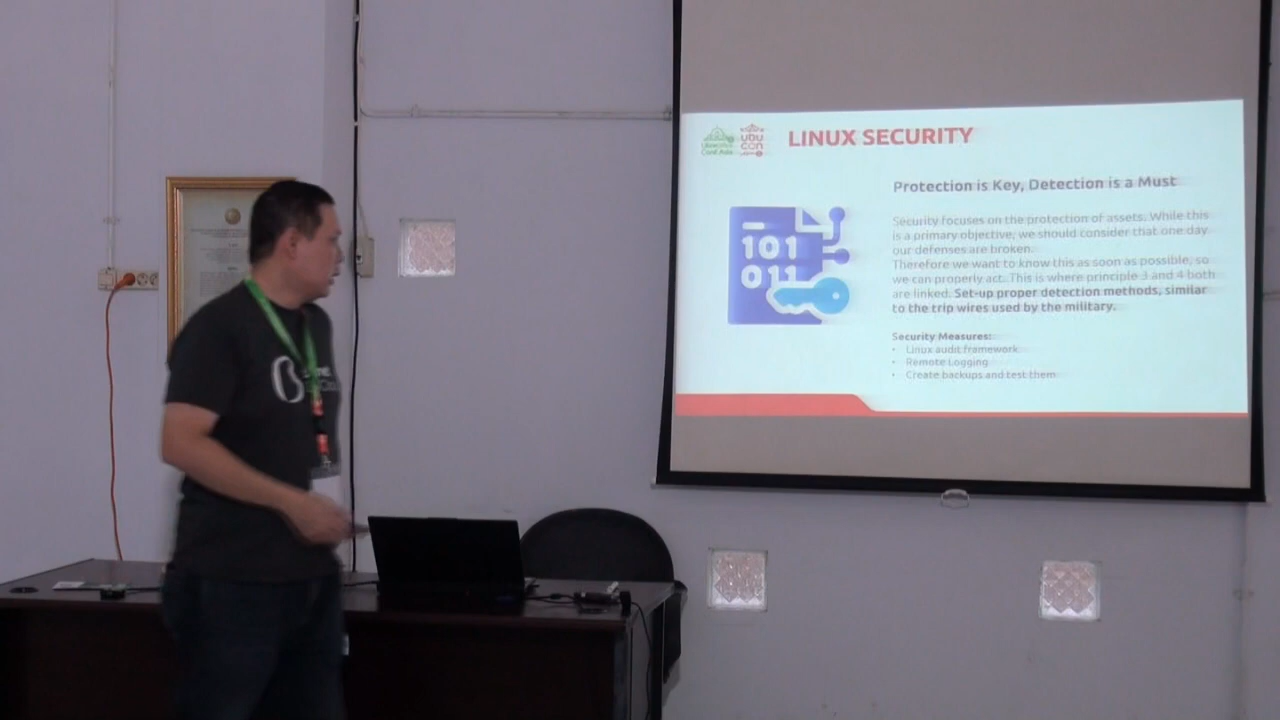 LINUX SECURITY
UBU
CON
Protection is Key, Detection is a Must
Security focuses on the protection of assets. While this
is a primary objective, we should consider that one day
our defenses are broken.
Therefore we want to know this as soon as possible, so
we can properly act. This is where principle 3 and 4 both
are linked. Set-up proper detection methods, similar
to the trip wires used by the military.
101
011
Security Measures:
• Linux audit framework
• Remote Logging
• Create backups and test them